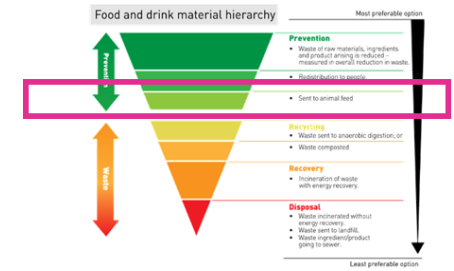 Food and drink material hierarchy
Most preferable option
Prevention
Prevention
• Waste of raw materials, ingredients
and product arising is reduced –
measured in overall reduction in waste.
• Redistribution to people.
• Sent to animal feed
Waste
Recycling
• Waste sent to anaerobic digestion; or
• Waste composted
Recovery
• Incineration of waste
with energy recovery.
Disposal
• Waste incinerated without
energy recovery.
• Waste sent to landfill.
• Waste ingredient/product
going to sewer.
Least preferable option